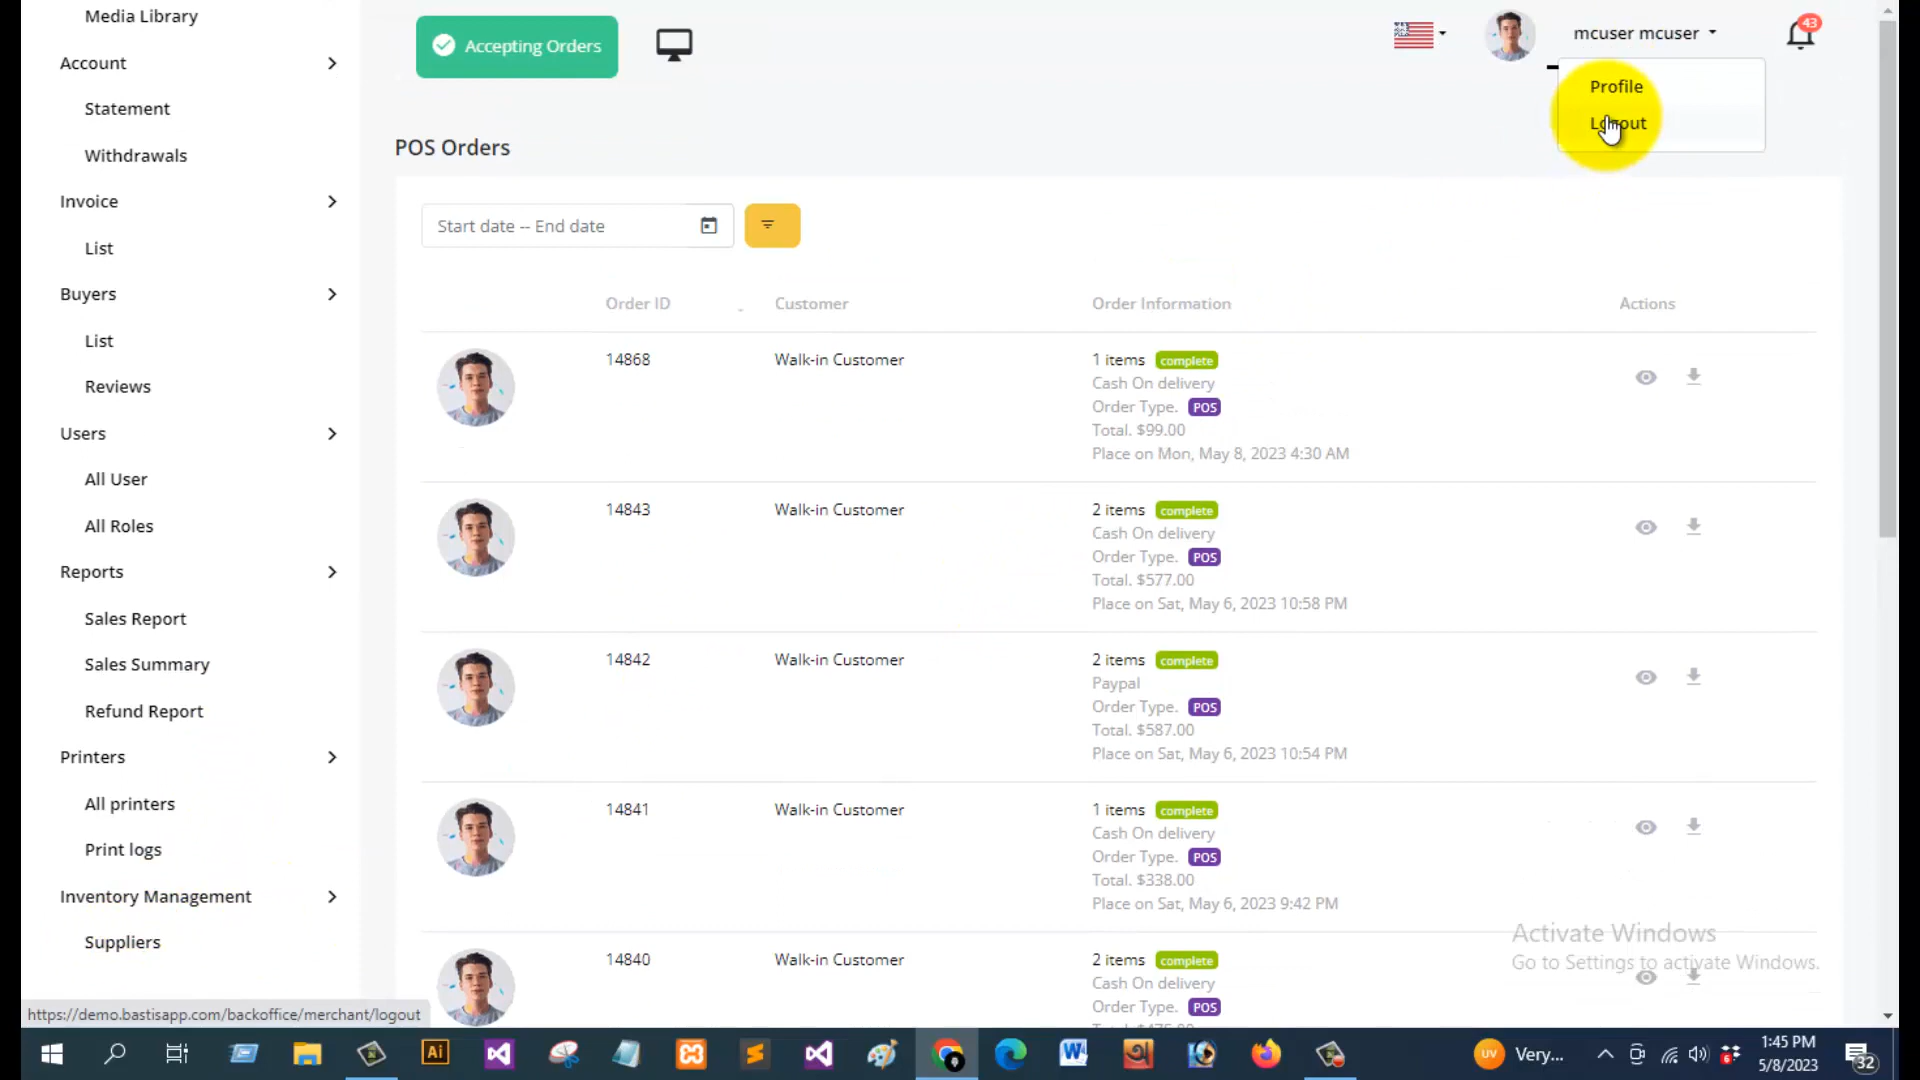 Media Library
Account
Statement
Withdrawals
Invoice
List
Buyers
List
Reviews
Users
All User
All Roles
Reports
Sales Report
Sales Summary
Refund Report
Printers
All printers
Print logs
Inventory Management
Suppliers
https://demo.bastisapp.com/backoffice/merchant/logout
Accepting Orders
mcuser mcuser
43
Profile
Logout
POS Orders
Start date -- End date
Order ID Customer Order Information Actions
14868 Walk-in Customer 1 items complete
Cash On delivery
Order Type. POS
Total. $99.00
Place on Mon, May 8, 2023 4:30 AM
14843 Walk-in Customer 2 items complete
Cash On delivery
Order Type. POS
Total. $577.00
Place on Sat, May 6, 2023 10:58 PM
14842 Walk-in Customer 2 items complete
Paypal
Order Type. POS
Total. $587.00
Place on Sat, May 6, 2023 10:54 PM
14841 Walk-in Customer 1 items complete
Cash On delivery
Order Type. POS
Total. $338.00
Place on Sat, May 6, 2023 9:42 PM
14840 Walk-in Customer 2 items complete
Cash On delivery
Order Type. POS
Activate Windows
Go to Settings to activate Windows.
Ai
W
UV Very...
1:45 PM
5/8/2023
32